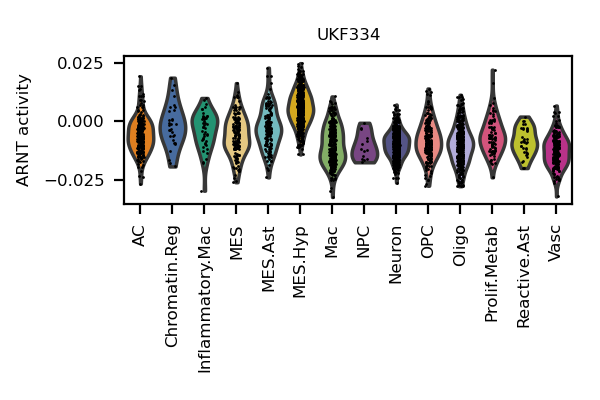 UKF334
ARNT activity
0.025
0.000
−0.025
AC
Chromatin.Reg
Inflammatory.Mac
MES
MES.Ast
MES.Hyp
Mac
NPC
Neuron
OPC
Oligo
Prolif.Metab
Reactive.Ast
Vasc